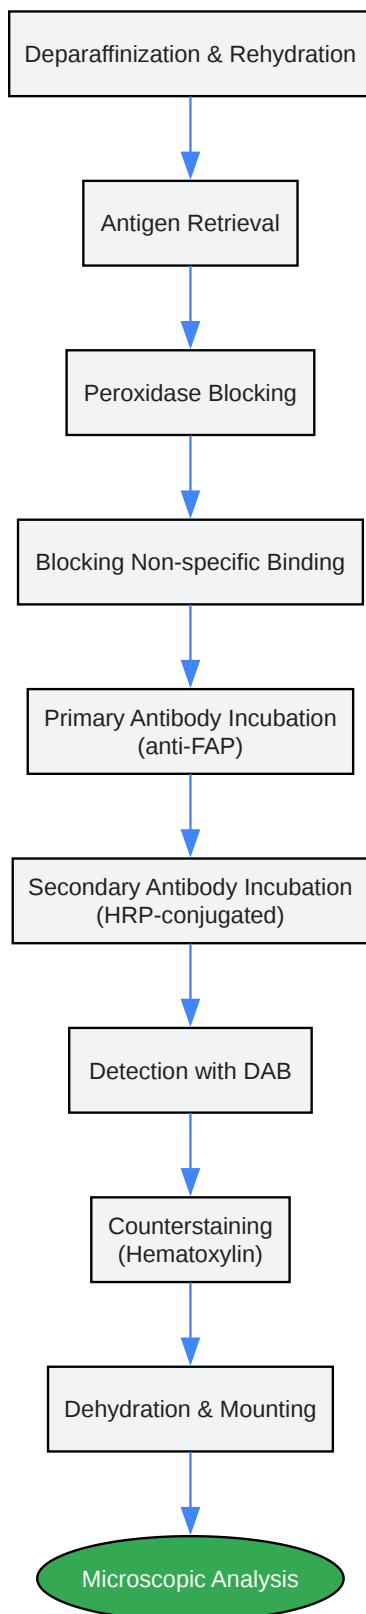 Deparaffinization & Rehydration
Antigen Retrieval
Peroxidase Blocking
Blocking Non-specific Binding
Primary Antibody Incubation
(anti-FAP)
Secondary Antibody Incubation
(HRP-conjugated)
Detection with DAB
Counterstaining
(Hematoxylin)
Dehydration & Mounting
Microscopic Analysis